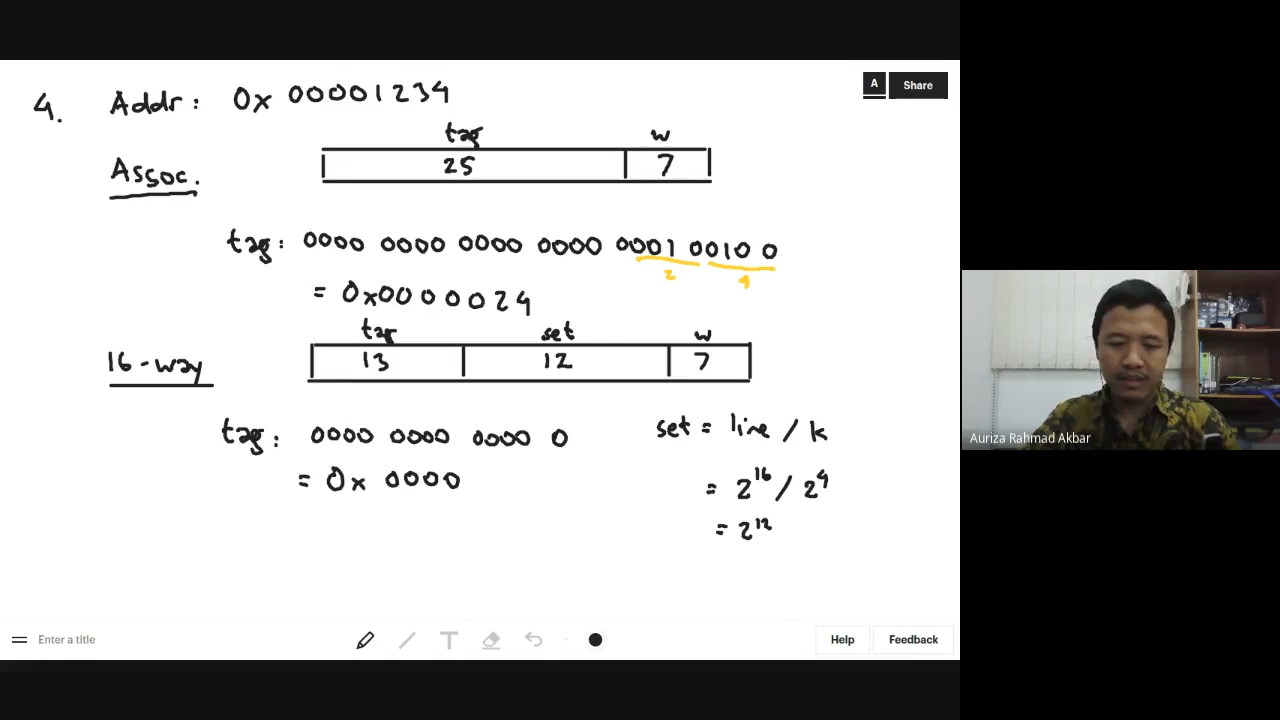 4. Addr: 0x 00001234
A Share
tag w
Assoc. 25 7
tag: 0000 0000 0000 0000 0001 0010 0
2 4
= 0x0000024
tag set w
16-way 13 12 7
tag: 0000 0000 0000 0
= 0x 0000
set = line / k
= 2^16 / 2^4
= 2^12
Auriza Rahmad Akbar
Enter a title
T
Help
Feedback